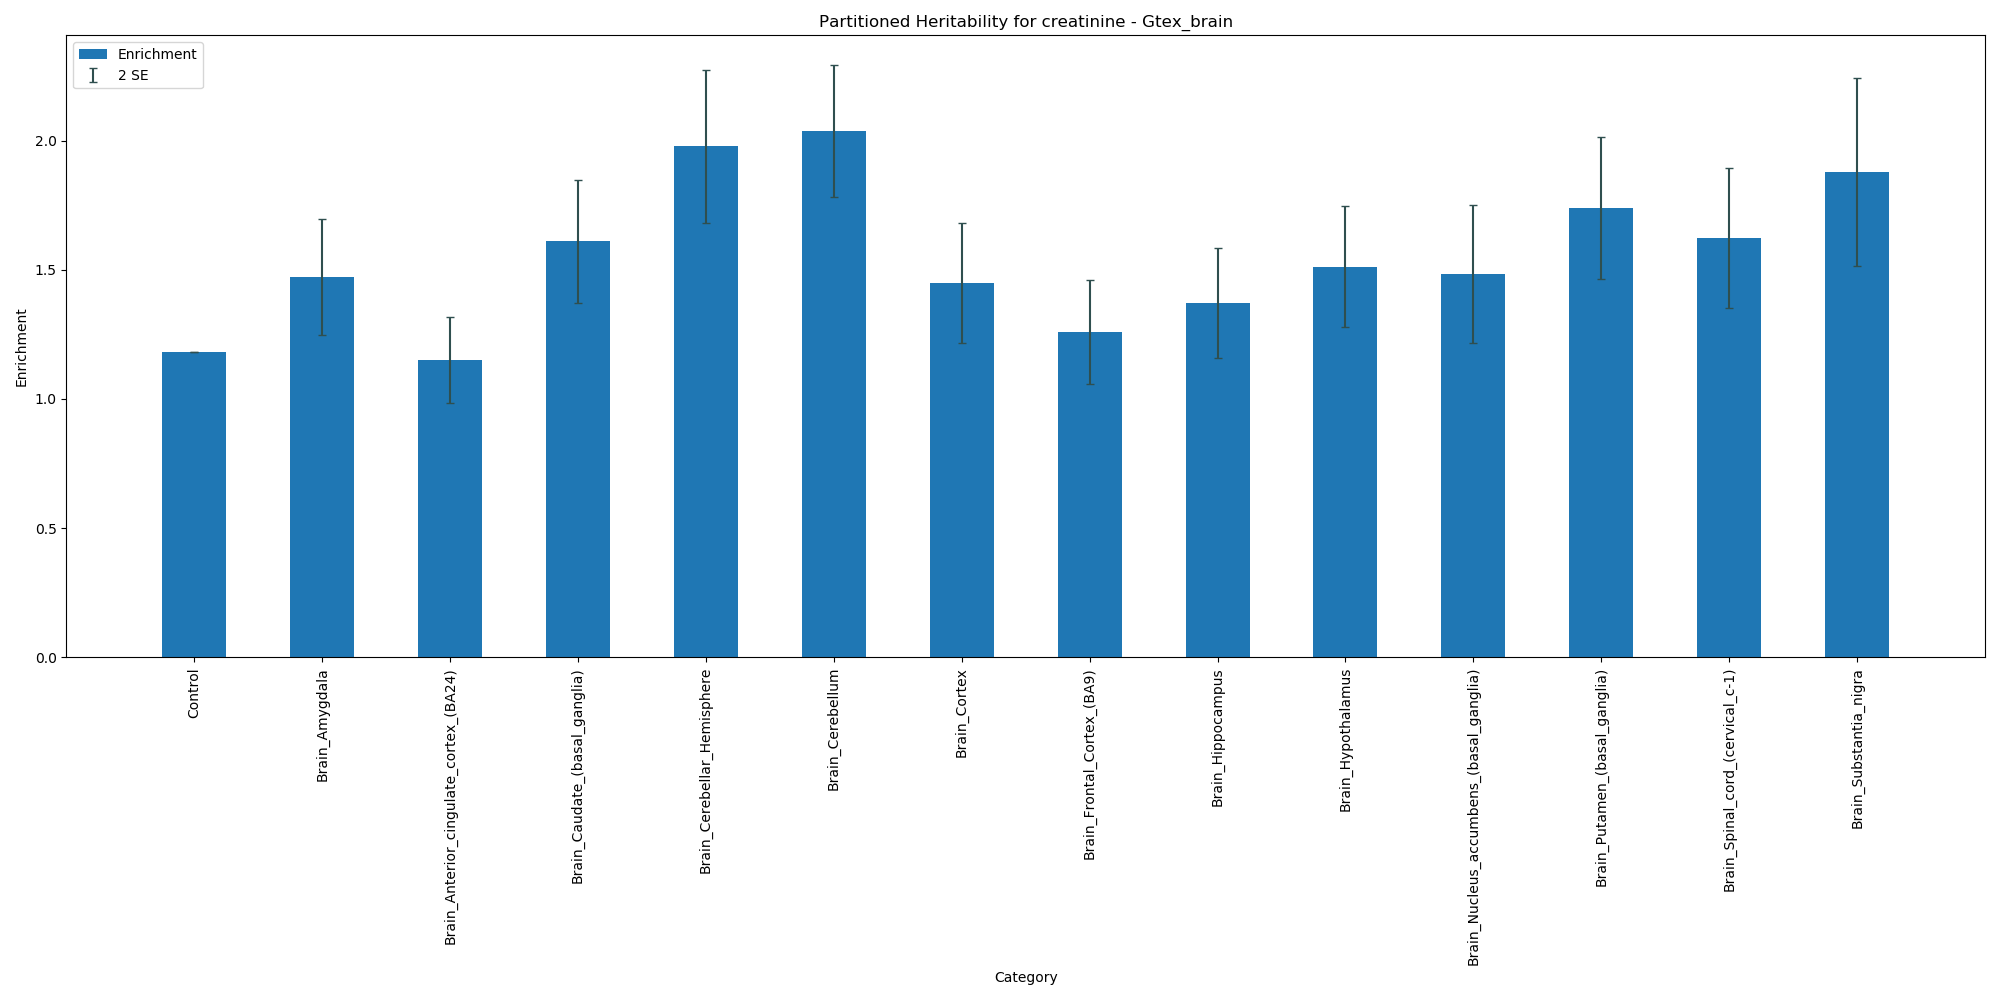 Partitioned Heritability for creatinine - Gtex_brain
Enrichment
2 SE
Enrichment
2.0
1.5
1.0
0.5
0.0
Control
Brain_Amygdala
Brain_Anterior_cingulate_cortex_(BA24)
Brain_Caudate_(basal_ganglia)
Brain_Cerebellar_Hemisphere
Brain_Cerebellum
Brain_Cortex
Brain_Frontal_Cortex_(BA9)
Brain_Hippocampus
Brain_Hypothalamus
Brain_Nucleus_accumbens_(basal_ganglia)
Brain_Putamen_(basal_ganglia)
Brain_Spinal_cord_(cervical_c-1)
Brain_Substantia_nigra
Category